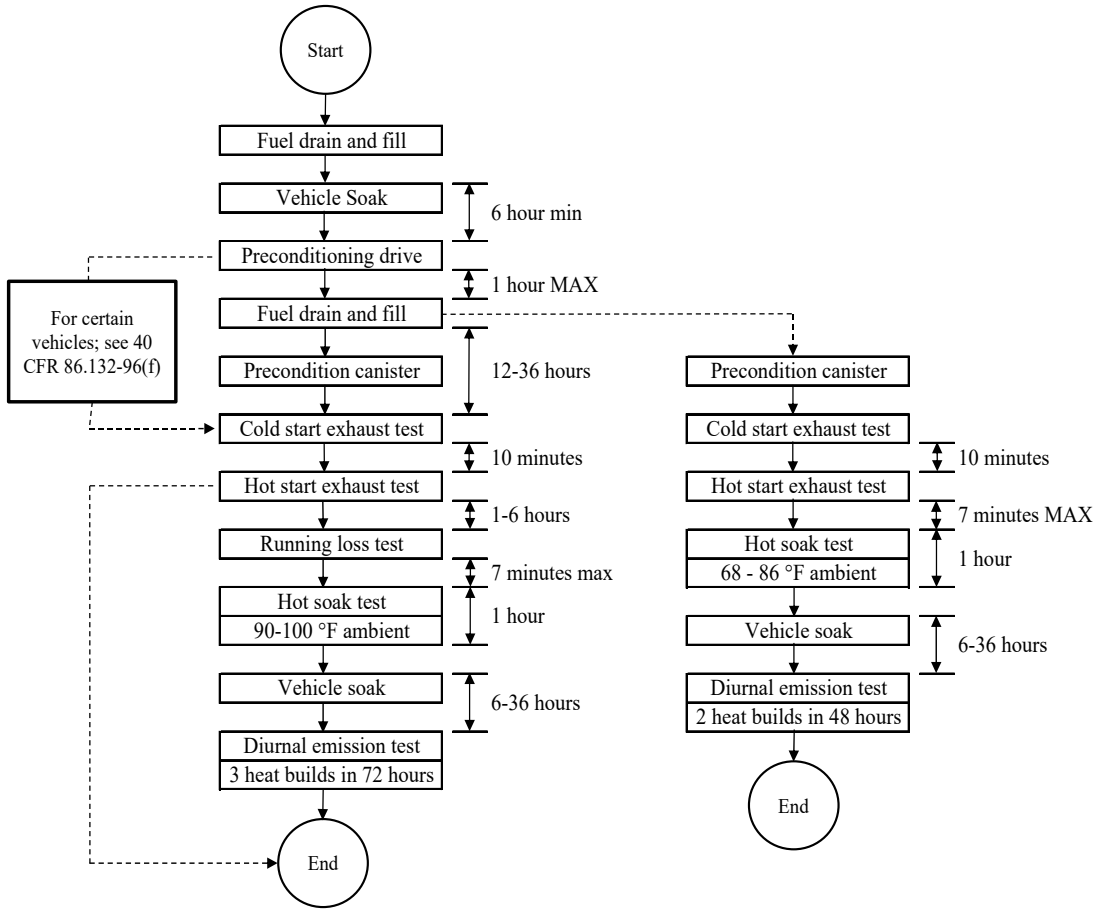 Start
Fuel drain and fill
Vehicle Soak
6 hour min
Preconditioning drive
1 hour MAX
For certain
vehicles; see 40
CFR 86.132-96(f)
Fuel drain and fill
Precondition canister
12-36 hours
Cold start exhaust test
10 minutes
Hot start exhaust test
1-6 hours
Running loss test
7 minutes max
Hot soak test
90-100 °F ambient
1 hour
Vehicle soak
6-36 hours
Diurnal emission test
3 heat builds in 72 hours
End
Precondition canister
Cold start exhaust test
10 minutes
Hot start exhaust test
7 minutes MAX
Hot soak test
68 - 86 °F ambient
1 hour
Vehicle soak
6-36 hours
Diurnal emission test
2 heat builds in 48 hours
End